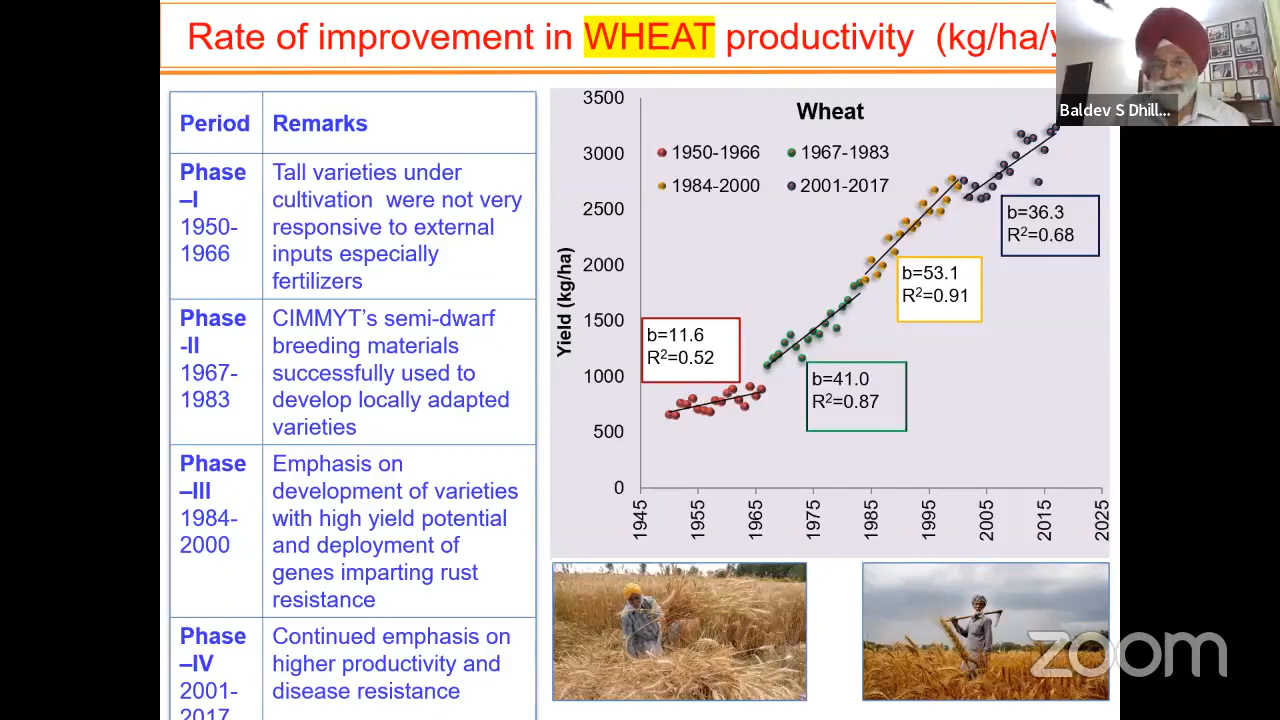 Rate of improvement in WHEAT productivity (kg/ha/y
Baldev S Dhill...
Period Remarks
Phase
–I
1950-
1966
Tall varieties under
cultivation were not very
responsive to external
inputs especially
fertilizers
Phase
-II
1967-
1983
CIMMYT’s semi-dwarf
breeding materials
successfully used to
develop locally adapted
varieties
Phase
–III
1984-
2000
Emphasis on
development of varieties
with high yield potential
and deployment of
genes imparting rust
resistance
Phase
–IV
2001-
2017
Continued emphasis on
higher productivity and
disease resistance
Wheat
1950-1966 1967-1983
1984-2000 2001-2017
Yield (kg/ha)
3500
3000
2500
2000
1500
1000
500
0
1945 1955 1965 1975 1985 1995 2005 2015 2025
b=11.6
R²=0.52
b=41.0
R²=0.87
b=53.1
R²=0.91
b=36.3
R²=0.68
zoom